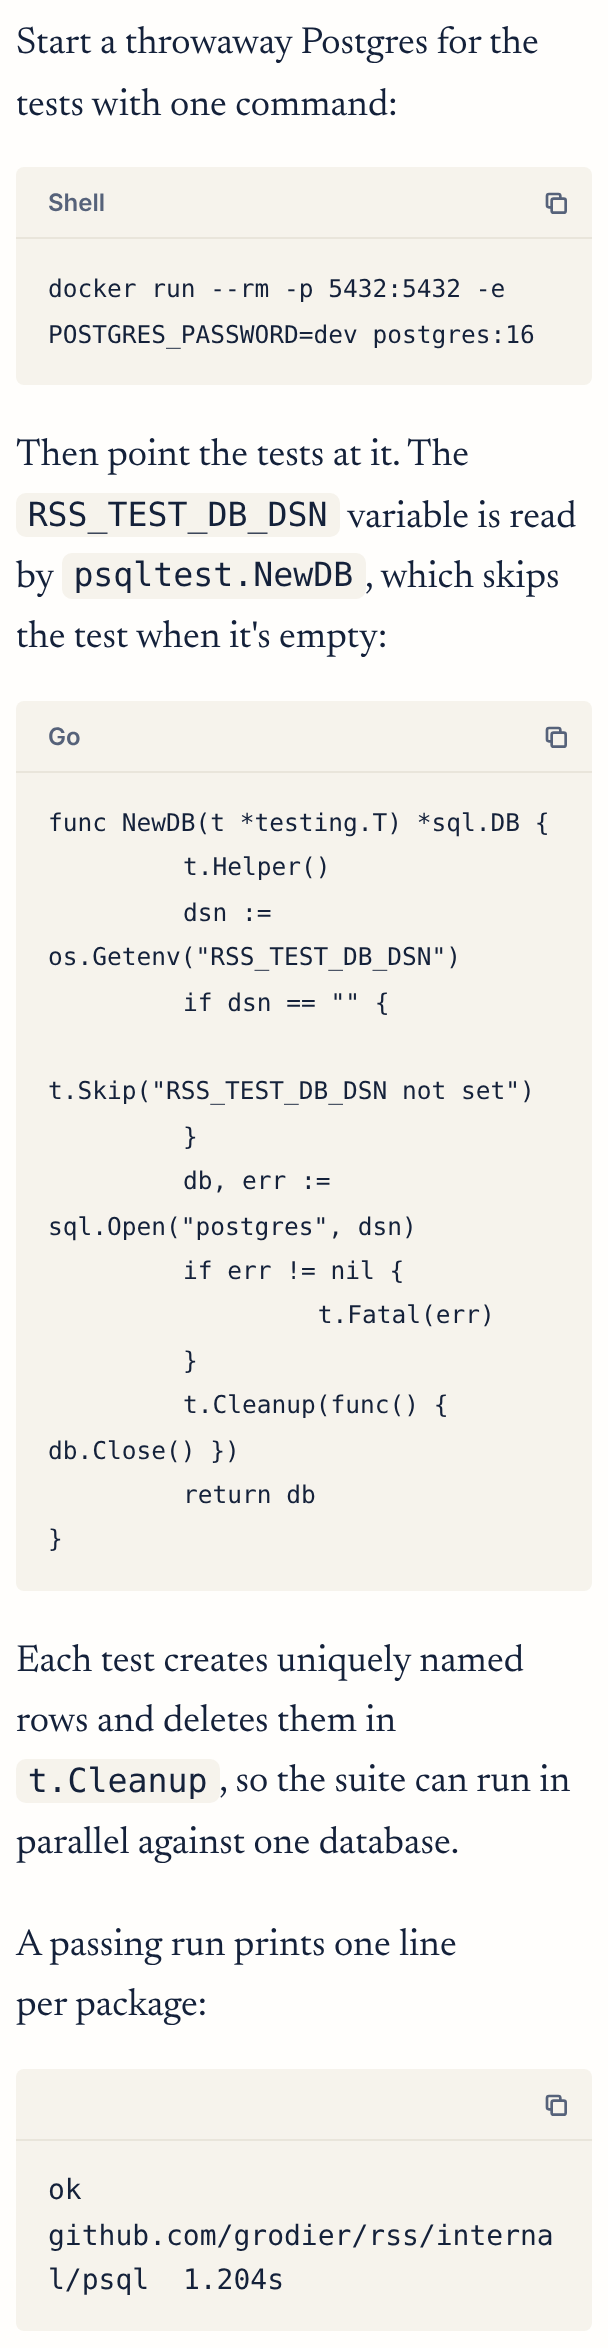 Start a throwaway Postgres for the
tests with one command:
Shell
docker run --rm -p 5432:5432 -e
POSTGRES_PASSWORD=dev postgres:16
Then point the tests at it. The
RSS_TEST_DB_DSN variable is read
by psqltest.NewDB, which skips
the test when it's empty:
Go
func NewDB(t *testing.T) *sql.DB {
t.Helper()
dsn :=
os.Getenv("RSS_TEST_DB_DSN")
if dsn == "" {
t.Skip("RSS_TEST_DB_DSN not set")
}
db, err :=
sql.Open("postgres", dsn)
if err != nil {
t.Fatal(err)
}
t.Cleanup(func() {
db.Close() })
return db
}
Each test creates uniquely named
rows and deletes them in
t.Cleanup, so the suite can run in
parallel against one database.
A passing run prints one line
per package:
ok
github.com/grodier/rss/interna
l/psql  1.204s